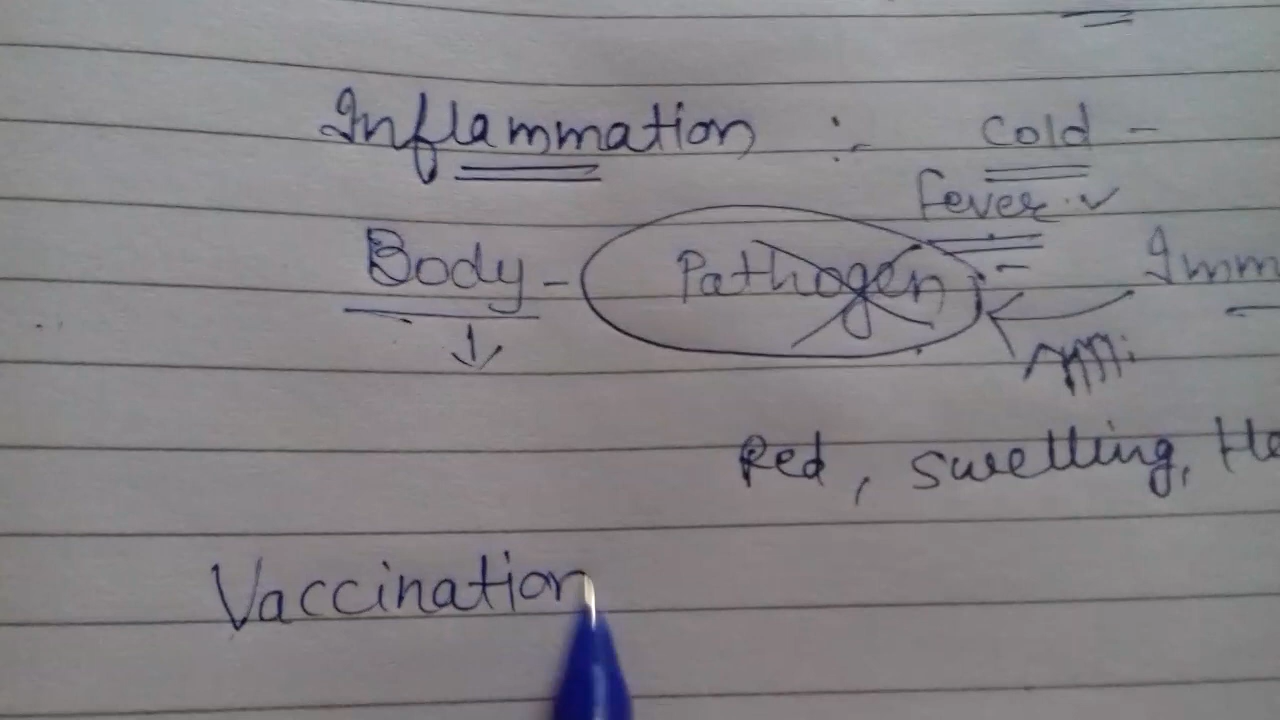 Inflammation :- Cold -
Fever.
Body - Pathogen -
Red, swelling,
Vaccination